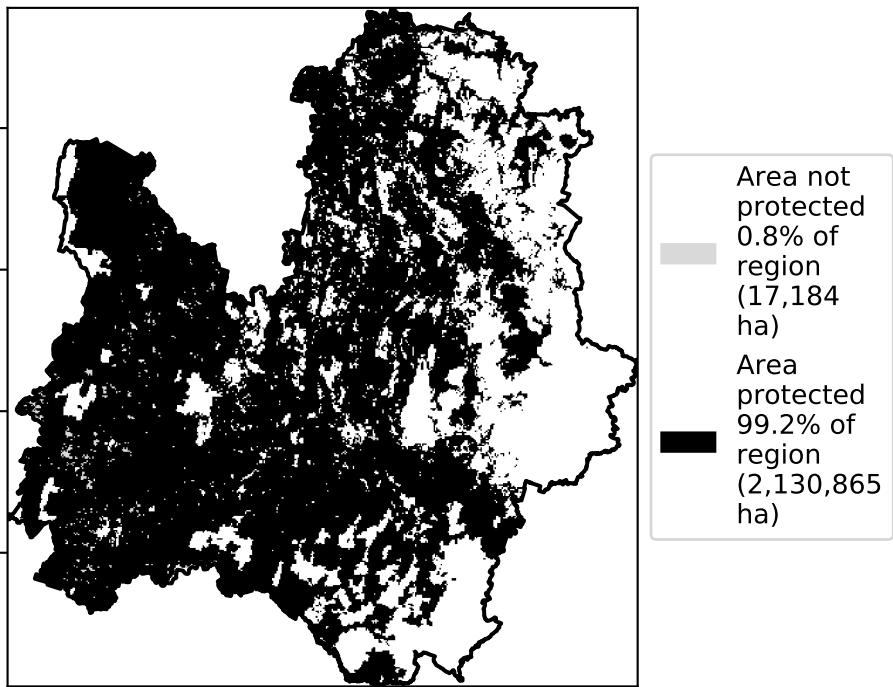 Area not
protected
0.8% of
region
(17,184
ha)
Area
protected
99.2% of
region
(2,130,865
ha)